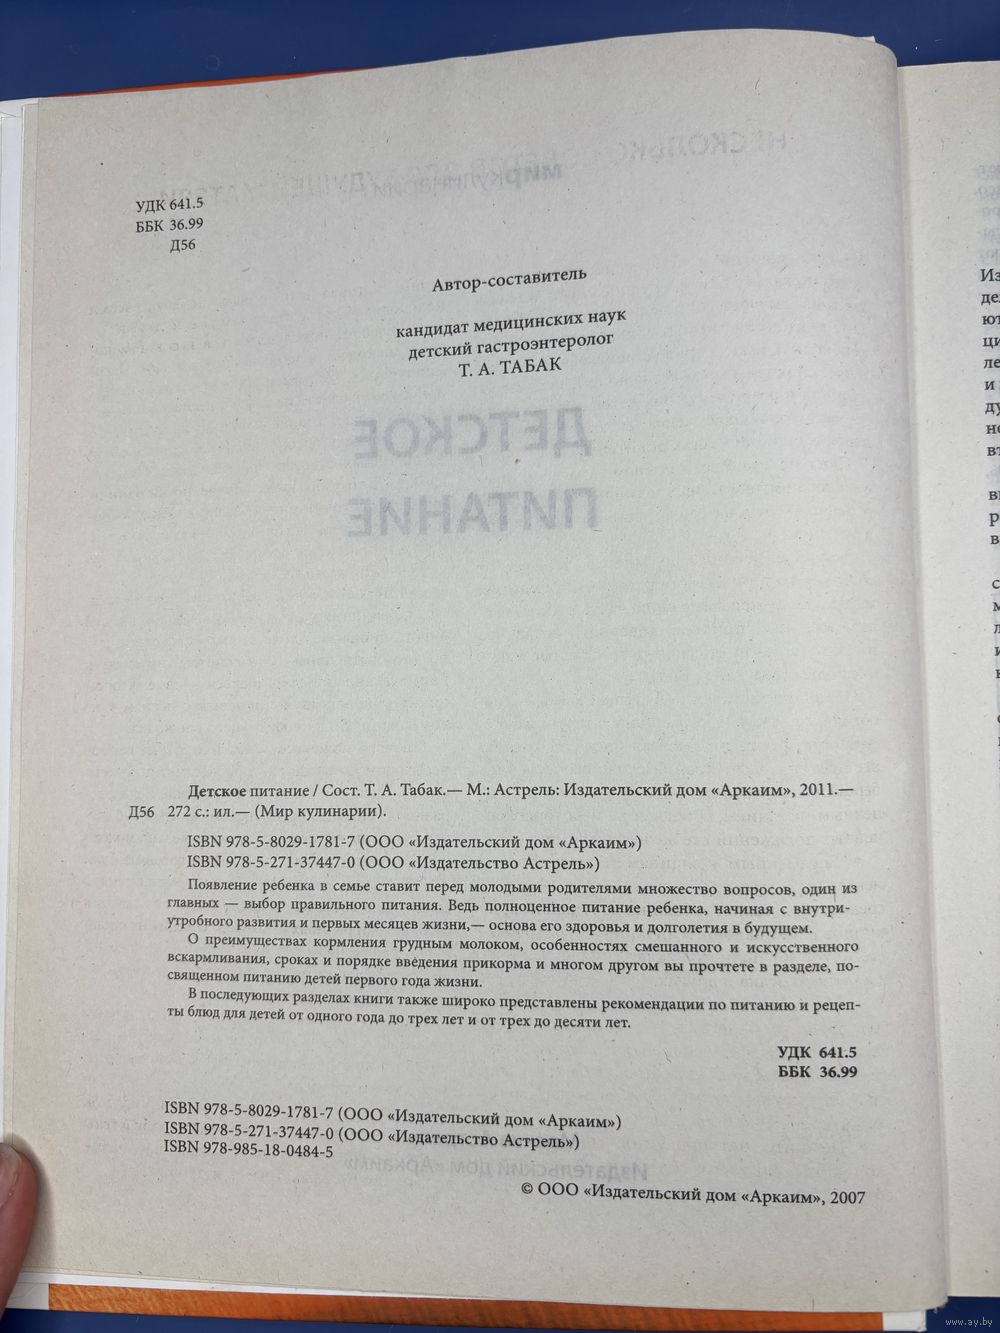 УДК 641.5
ББК 36.99
Д56
Автор-составитель
кандидат медицинских наук
детский гастроэнтеролог
Т. А. ТАБАК
ДЕТСКОЕ
ПИТАНИЕ
Детское питание / Сост. Т. А. Табак.— М.: Астрель: Издательский дом «Аркаим», 2011.—
Д56 272 с.: ил.— (Мир кулинарии).
ISBN 978-5-8029-1781-7 (ООО «Издательский дом «Аркаим»)
ISBN 978-5-271-37447-0 (ООО «Издательство Астрель»)
Появление ребенка в семье ставит перед молодыми родителями множество вопросов, один из
главных — выбор правильного питания. Ведь полноценное питание ребенка, начиная с внутри-
утробного развития и первых месяцев жизни,— основа его здоровья и долголетия в будущем.
О преимуществах кормления грудным молоком, особенностях смешанного и искусственного
вскармливания, сроках и порядке введения прикорма и многом другом вы прочтете в разделе, по-
священном питанию детей первого года жизни.
В последующих разделах книги также широко представлены рекомендации по питанию и рецеп-
ты блюд для детей от одного года до трех лет и от трех до десяти лет.
УДК 641.5
ББК 36.99
ISBN 978-5-8029-1781-7 (ООО «Издательский дом «Аркаим»)
ISBN 978-5-271-37447-0 (ООО «Издательство Астрель»)
ISBN 978-985-18-0484-5
Издательский дом «Аркаим»
© ООО «Издательский дом «Аркаим», 2007
www.ay.by